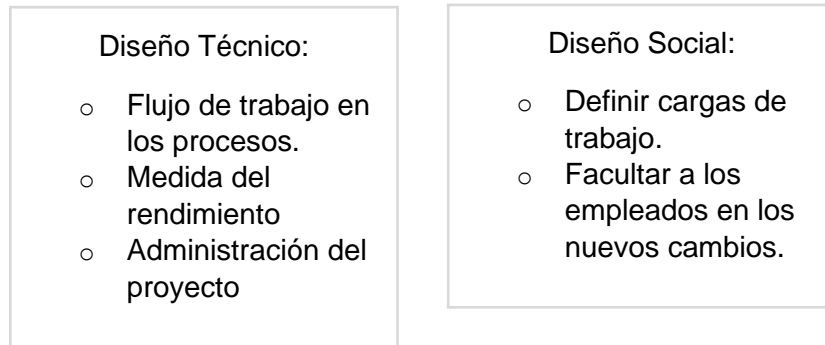 Diseño Técnico:
o Flujo de trabajo en
los procesos.
o Medida del
rendimiento
o Administración del
proyecto
Diseño Social:
o Definir cargas de
trabajo.
o Facultar a los
empleados en los
nuevos cambios.